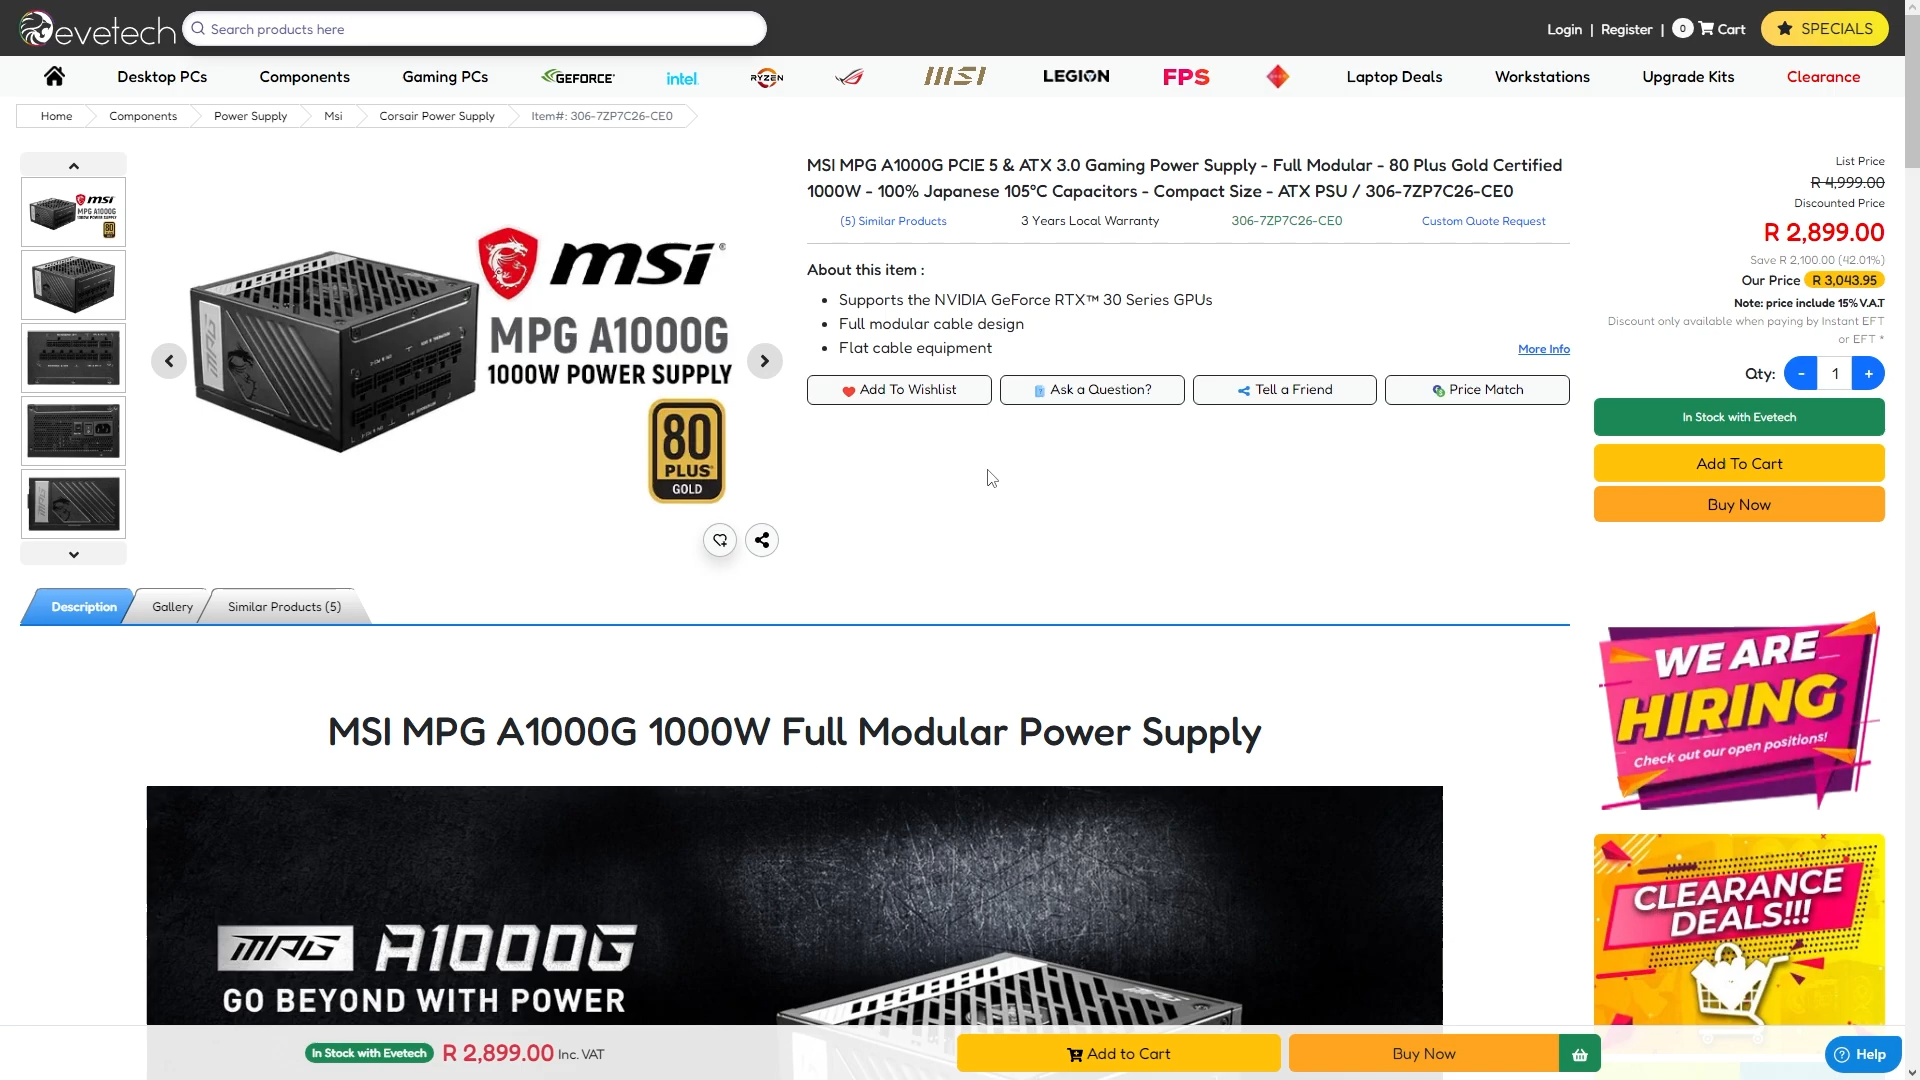 evetech
Search products here
Login | Register | 0 Cart
SPECIALS
Desktop PCs
Components
Gaming PCs
GEFORCE
intel
RYZEN
msi
LEGION
FPS
Laptop Deals
Workstations
Upgrade Kits
Clearance
Home
Components
Power Supply
Msi
Corsair Power Supply
Item#: 306-7ZP7C26-CE0
msi
MPG A1000G
1000W POWER SUPPLY
80
PLUS
GOLD
MSI MPG A1000G PCIE 5 & ATX 3.0 Gaming Power Supply - Full Modular - 80 Plus Gold Certified
1000W - 100% Japanese 105°C Capacitors - Compact Size - ATX PSU / 306-7ZP7C26-CE0
(5) Similar Products
3 Years Local Warranty
306-7ZP7C26-CE0
Custom Quote Request
About this item :
Supports the NVIDIA GeForce RTX™ 30 Series GPUs
Full modular cable design
Flat cable equipment
More Info
Add To Wishlist
Ask a Question?
Tell a Friend
Price Match
List Price
R 4,999.00
Discounted Price
R 2,899.00
Save R 2,100.00 (42.01%)
Our Price R 3,043.95
Note: price include 15% V.A.T
Discount only available when paying by Instant EFT
or EFT *
Qty: - 1 +
In Stock with Evetech
Add To Cart
Buy Now
Description
Gallery
Similar Products (5)
MSI MPG A1000G 1000W Full Modular Power Supply
MPG A1000G
GO BEYOND WITH POWER
WE ARE
HIRING
Check out our open positions!
CLEARANCE
DEALS!!!
In Stock with Evetech R 2,899.00 Inc. VAT
Add to Cart
Buy Now
Help